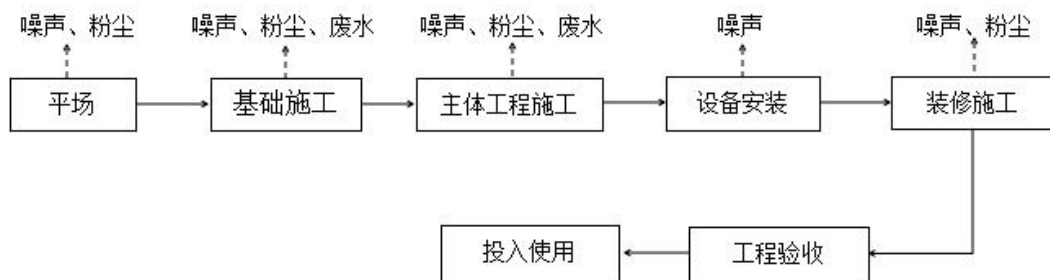 噪声、粉尘
噪声、粉尘、废水
噪声、粉尘、废水
噪声
噪声、粉尘
平场
基础施工
主体工程施工
设备安装
装修施工
投入使用
工程验收